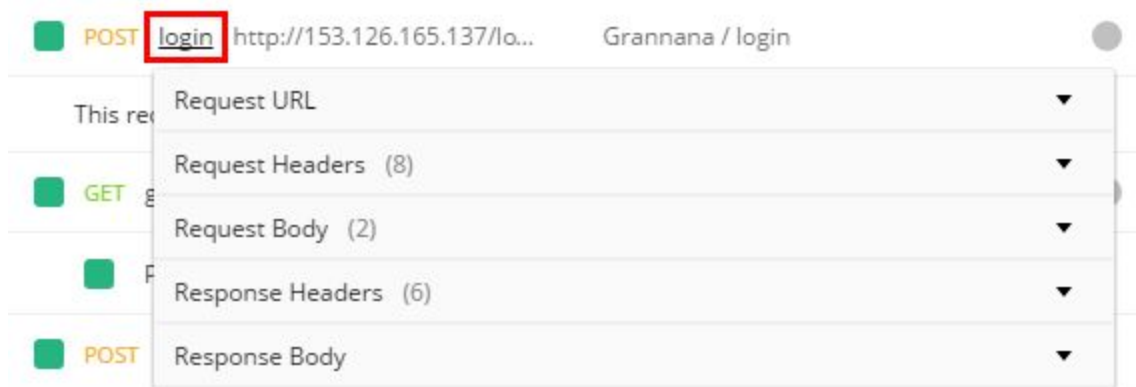 POST login http://153.126.165.137/lo... Grannana / login
Request URL
This re
Request Headers (8)
GET g
Request Body (2)
Response Headers (6)
POST Response Body